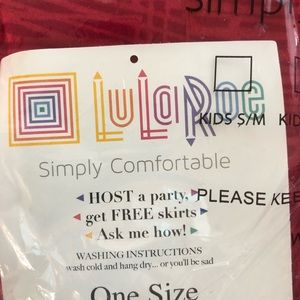 LuLaRoe
KIDS S/M
Simply Comfortable
HOST a party,
get FREE skirts
Ask me how!
PLEASE KEE
WASHING INSTRUCTIONS
wash cold and hang dry... or you'll be sad
One Size